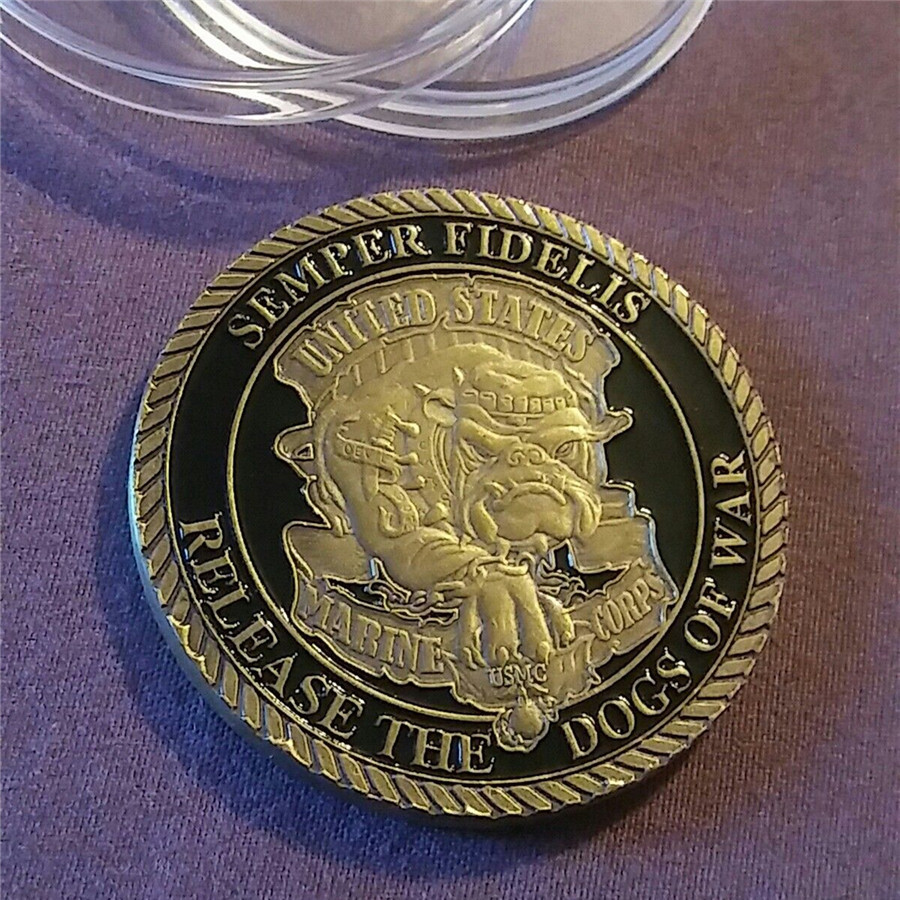 SEMPER FIDELIS
UNITED STATES
MARINE CORPS
USMC
RELEASE THE DOGS OF WAR